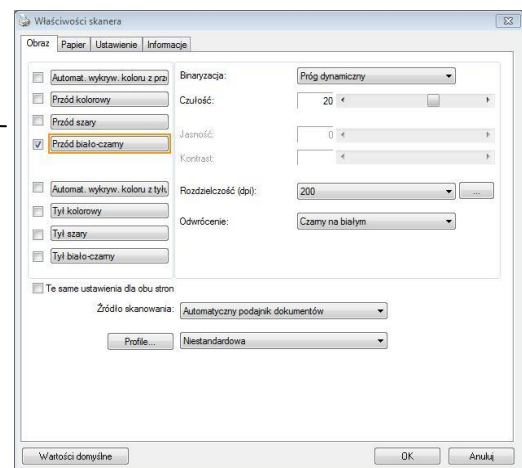 Właściwości skanera
Obraz Papier Ustawienie Informacje
Automat. wykryw. koloru z prze
Przód kolorowy
Przód szary
Przód biało-czarny
Automat. wykryw. koloru z tyłu
Tył kolorowy
Tył szary
Tył biało-czarny
Binaryzacja: Próg dynamiczny
Czułość: 20
Jasność: 0
Kontrast:
Rozdzielczość (dpi): 200 ...
Odwrócenie: Czarny na białym
Te same ustawienia dla obu stron
Źródło skanowania: Automatyczny podajnik dokumentów
Profile... Niestandardowa
Wartości domyślne OK Anuluj